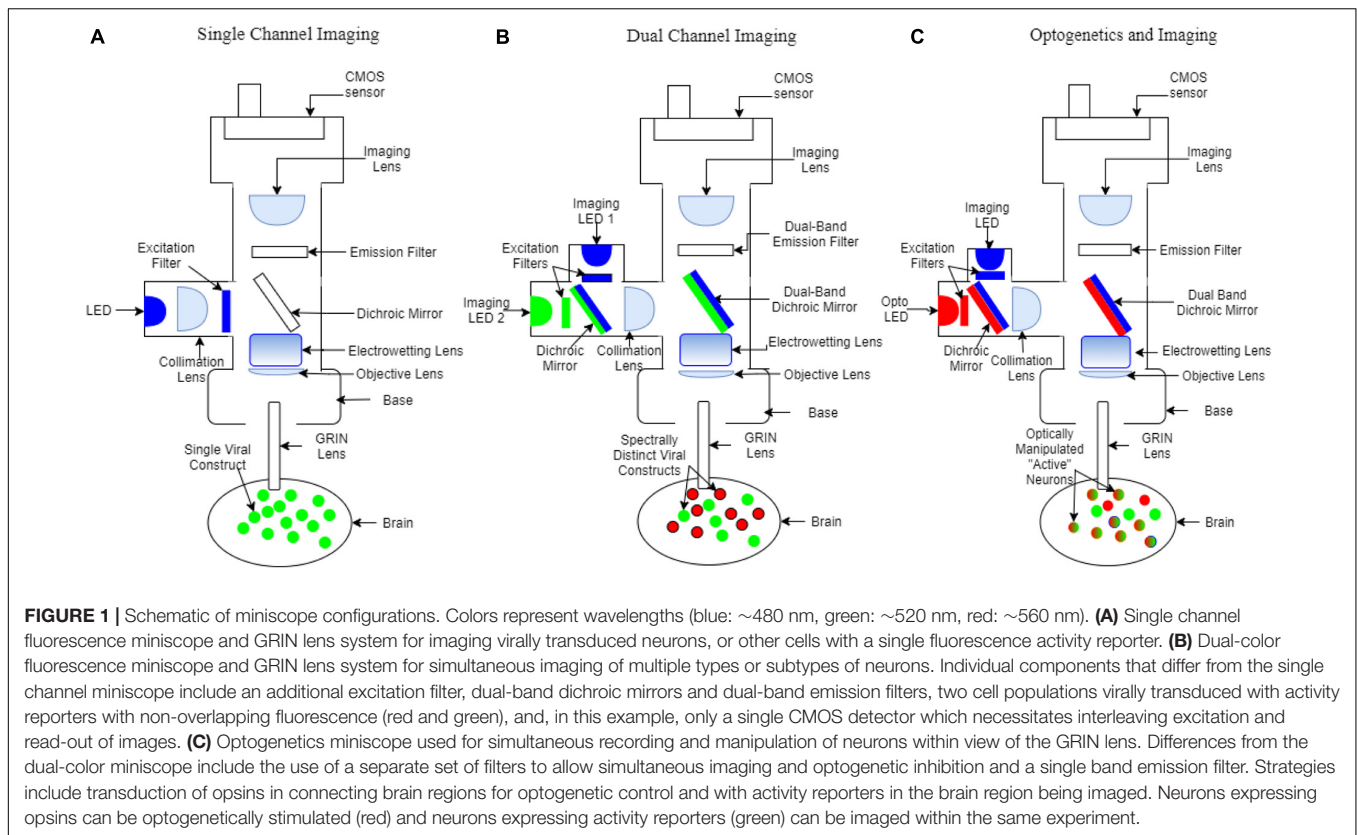 A
Single Channel Imaging
CMOS
sensor
Imaging
Lens
Excitation
Filter
Emission Filter
LED
Dichroic Mirror
Collimation
Lens
Electrowetting Lens
Objective Lens
Base
Single Viral
Construct
GRIN
Lens
Brain
B
Dual Channel Imaging
CMOS
sensor
Imaging
Lens
Imaging
LED 1
Excitation
Filters
Dual-Band
Emission Filter
Imaging
LED 2
Dual-Band
Dichroic Mirror
Dichroic
Mirror
Collimation
Lens
Electrowetting Lens
Objective Lens
Base
Spectrally
Distinct Viral
Constructs
GRIN
Lens
Brain
C
Optogenetics and Imaging
CMOS
sensor
Imaging
Lens
Imaging
LED
Excitation
Filters
Emission Filter
Opto
LED
Dual Band
Dichroic Mirror
Dichroic
Mirror
Collimation
Lens
Electrowetting Lens
Objective Lens
Base
Optically
Manipulated
"Active"
Neurons
GRIN
Lens
Brain
FIGURE 1 | Schematic of miniscope configurations. Colors represent wavelengths (blue: ∼480 nm, green: ∼520 nm, red: ∼560 nm). (A) Single channel
fluorescence miniscope and GRIN lens system for imaging virally transduced neurons, or other cells with a single fluorescence activity reporter. (B) Dual-color
fluorescence miniscope and GRIN lens system for simultaneous imaging of multiple types or subtypes of neurons. Individual components that differ from the single
channel miniscope include an additional excitation filter, dual-band dichroic mirrors and dual-band emission filters, two cell populations virally transduced with activity
reporters with non-overlapping fluorescence (red and green), and, in this example, only a single CMOS detector which necessitates interleaving excitation and
read-out of images. (C) Optogenetics miniscope used for simultaneous recording and manipulation of neurons within view of the GRIN lens. Differences from the
dual-color miniscope include the use of a separate set of filters to allow simultaneous imaging and optogenetic inhibition and a single band emission filter. Strategies
include transduction of opsins in connecting brain regions for optogenetic control and with activity reporters in the brain region being imaged. Neurons expressing
opsins can be optogenetically stimulated (red) and neurons expressing activity reporters (green) can be imaged within the same experiment.